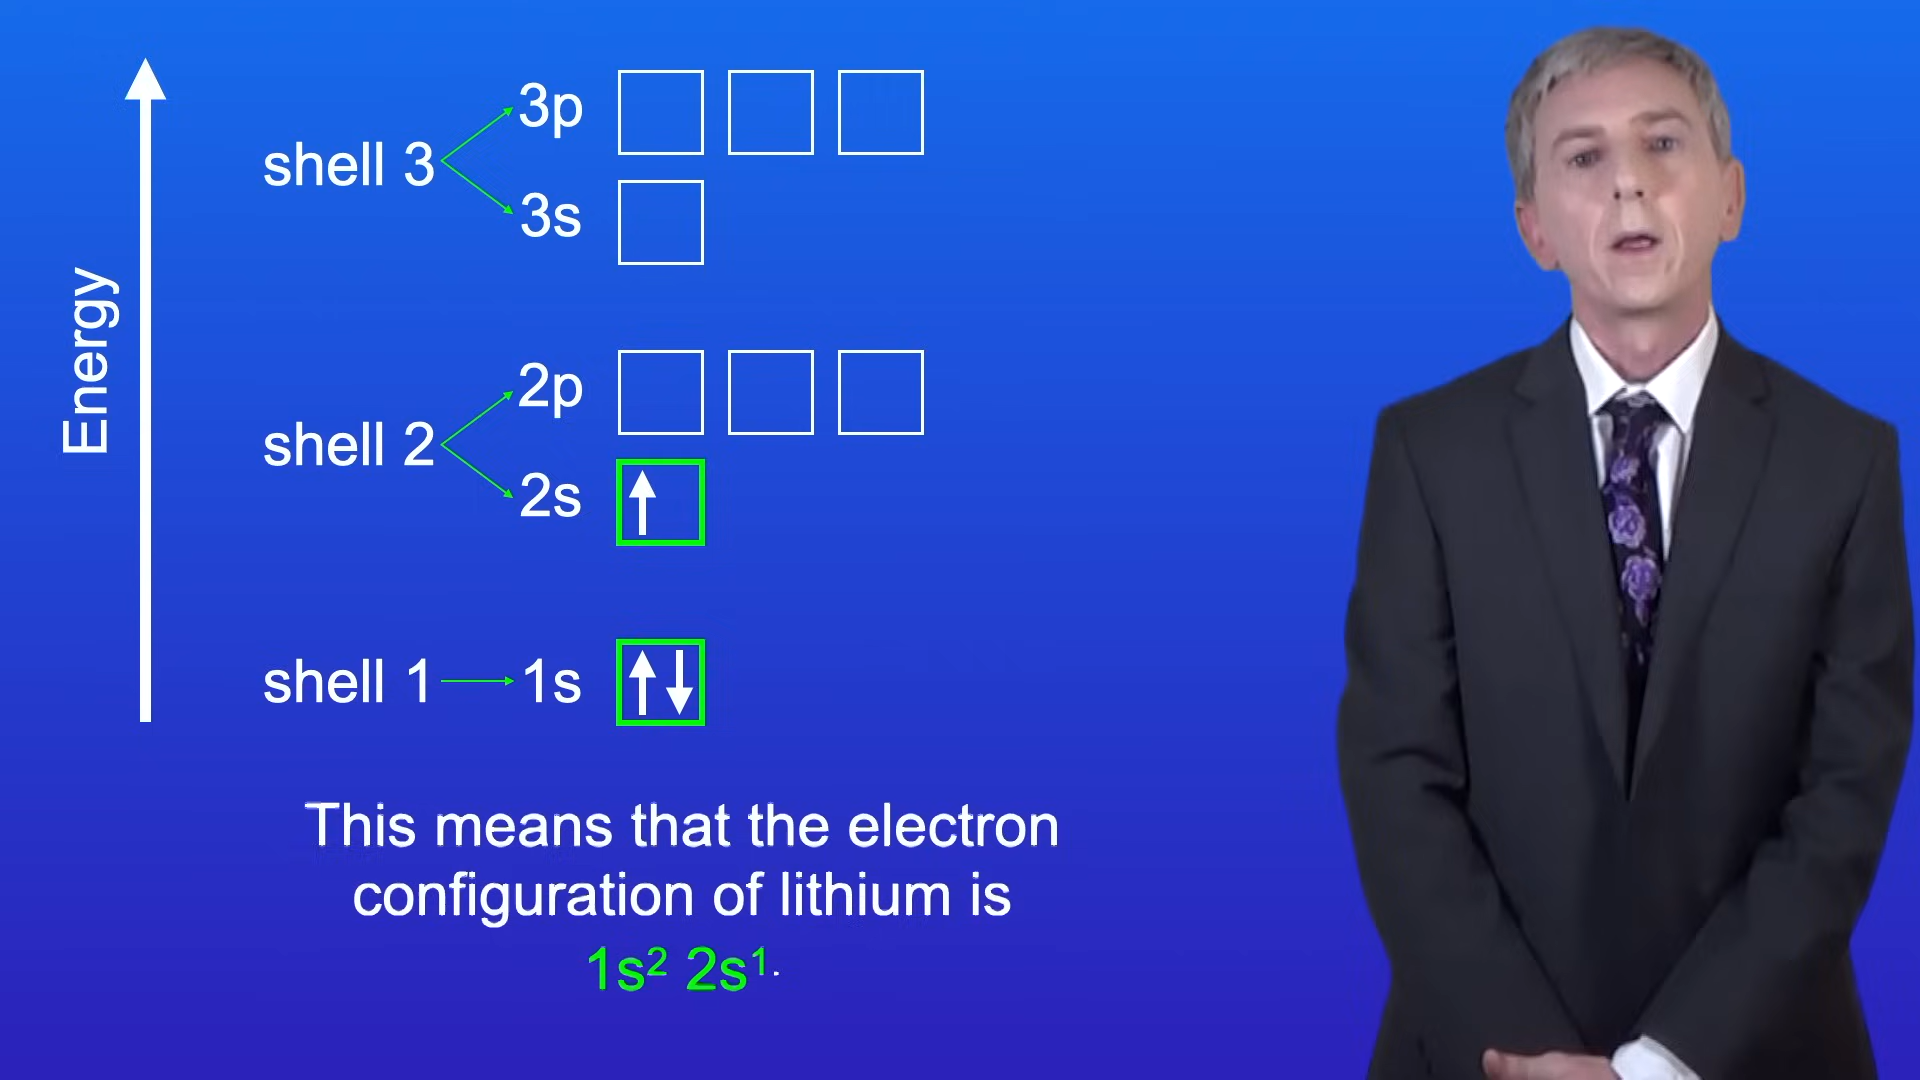 Energy
shell 3
3p
3s
shell 2
2p
2s
shell 1
1s
This means that the electron
configuration of lithium is
1s² 2s¹.